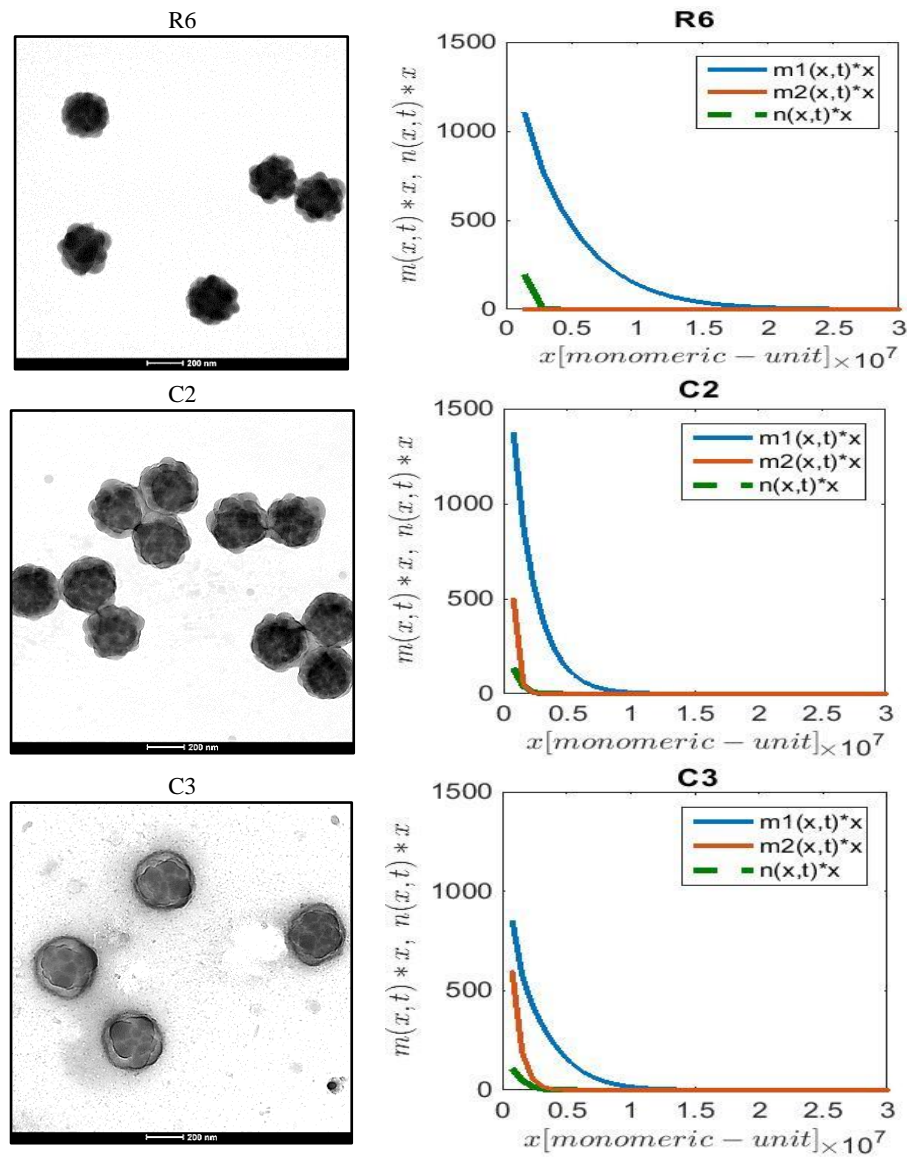 R6
200 nm
R6
1500
1000
500
0
m1(x,t)*x
m2(x,t)*x
n(x,t)*x
m(x,t) * x, n(x,t) * x
0 0.5 1 1.5 2 2.5 3
x[monomeric − unit] ×10^7
C2
200 nm
C2
1500
1000
500
0
m1(x,t)*x
m2(x,t)*x
n(x,t)*x
m(x,t) * x, n(x,t) * x
0 0.5 1 1.5 2 2.5 3
x[monomeric − unit] ×10^7
C3
200 nm
C3
1500
1000
500
0
m1(x,t)*x
m2(x,t)*x
n(x,t)*x
m(x,t) * x, n(x,t) * x
0 0.5 1 1.5 2 2.5 3
x[monomeric − unit] ×10^7